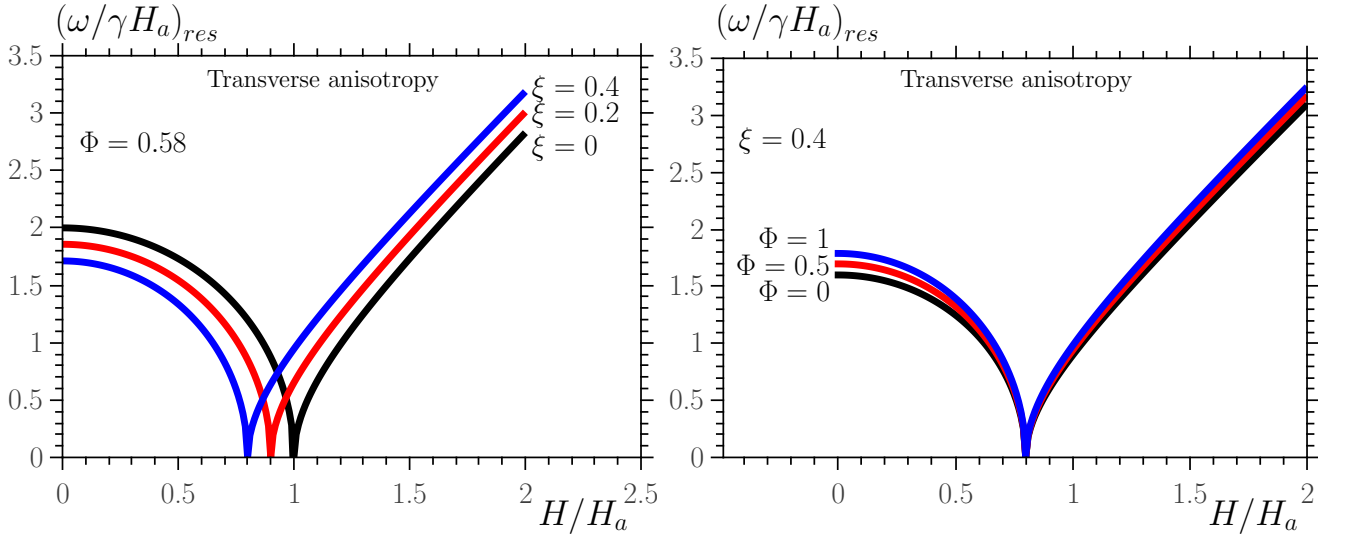 (ω/γH_a)_res
Transverse anisotropy
Φ = 0.58
ξ = 0.4
ξ = 0.2
ξ = 0
3.5
3
2.5
2
1.5
1
0.5
0
0 0.5 1 1.5 2 2.5
H/H_a
(ω/γH_a)_res
Transverse anisotropy
ξ = 0.4
Φ = 1
Φ = 0.5
Φ = 0
3.5
3
2.5
2
1.5
1
0.5
0
0 0.5 1 1.5 2
H/H_a